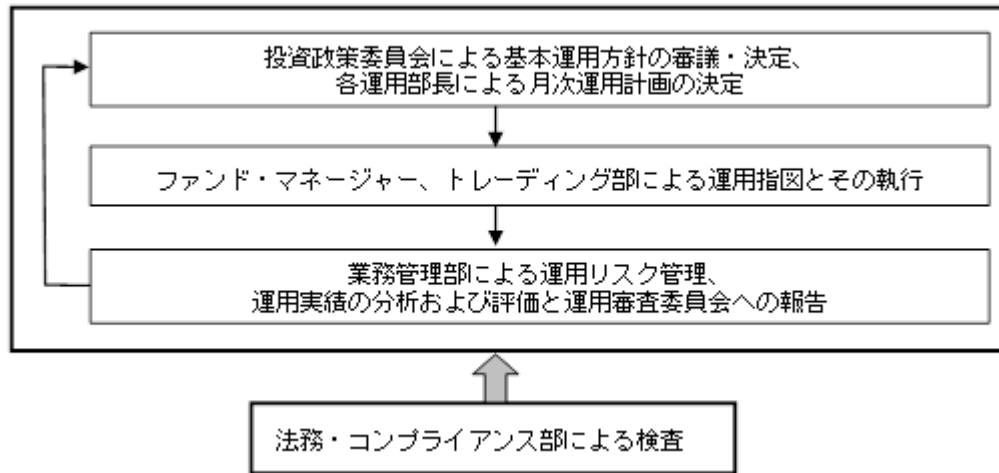 投資政策委員会による基本運用方針の審議・決定、
各運用部長による月次運用計画の決定
ファンド・マネージャー、トレーディング部による運用指図とその執行
業務管理部による運用リスク管理、
運用実績の分析および評価と運用審査委員会への報告
法務・コンプライアンス部による検査